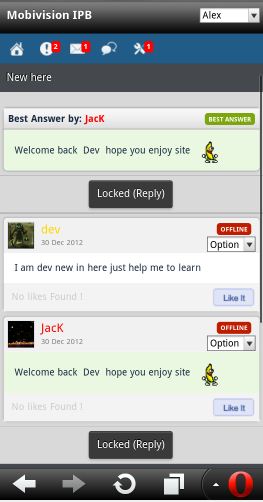 Mobivision IPB
Alex
2
1
1
New here
Best Answer by: JacK
BEST ANSWER
Welcome back Dev hope you enjoy site
Locked (Reply)
dev
OFFLINE
30 Dec 2012
Option
I am dev new in here just help me to learn
No likes Found !
Like It
JacK
OFFLINE
30 Dec 2012
Option
Welcome back Dev hope you enjoy site
No likes Found !
Like It
Locked (Reply)